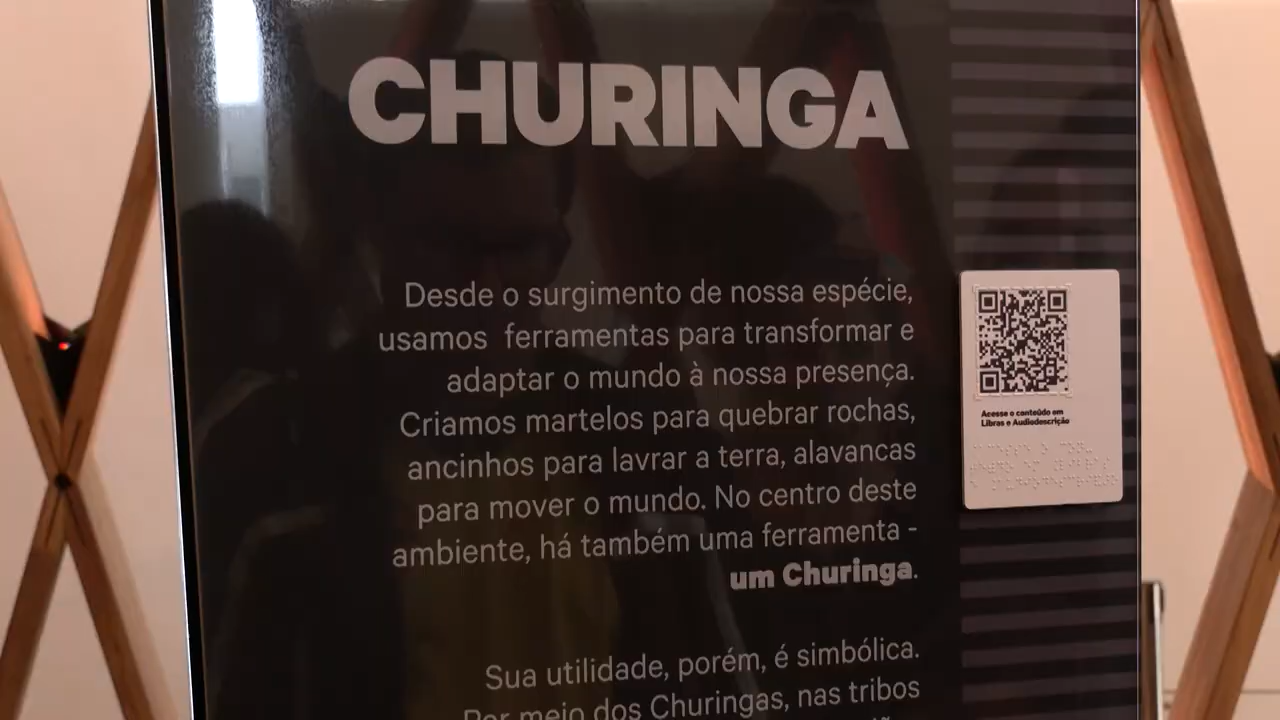 CHURINGA
Desde o surgimento de nossa espécie,
usamos ferramentas para transformar e
adaptar o mundo à nossa presença.
Criamos martelos para quebrar rochas,
ancinhos para lavrar a terra, alavancas
para mover o mundo. No centro deste
ambiente, há também uma ferramenta -
um Churinga.
Sua utilidade, porém, é simbólica.
Por meio dos Churingas, nas tribos
Acesse o conteúdo em
Libras e Audiodescrição